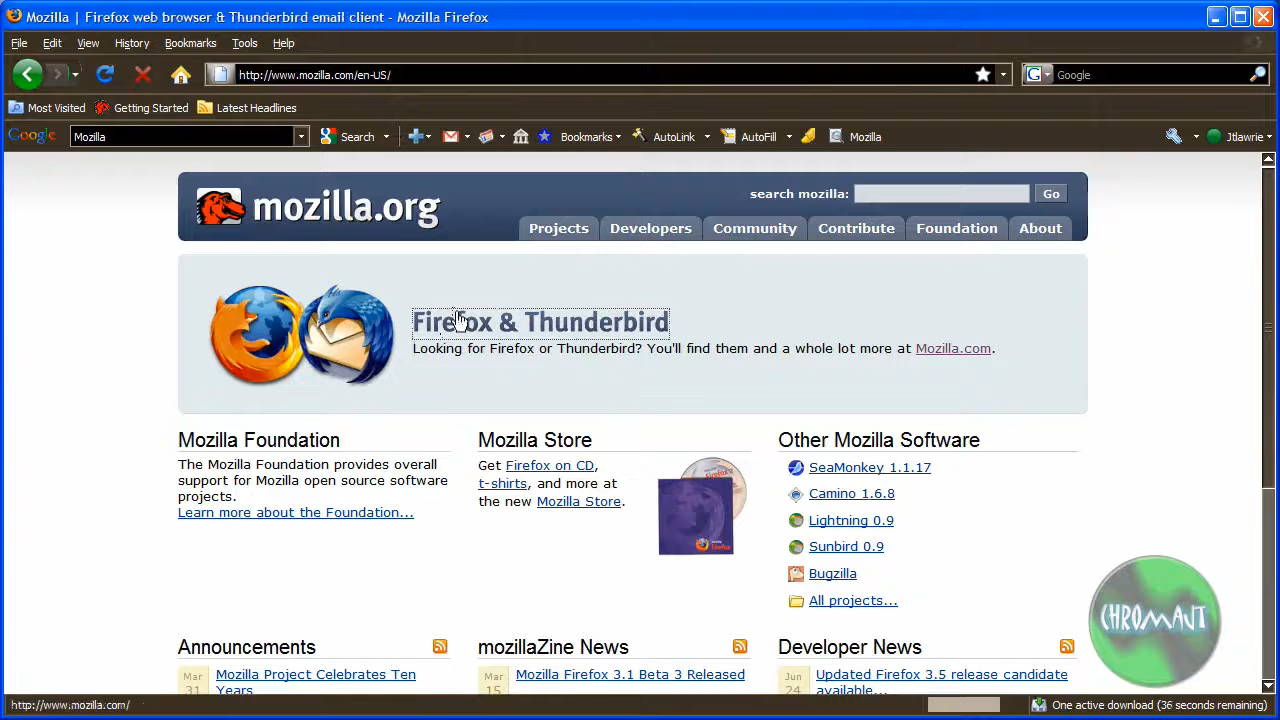 Mozilla | Firefox web browser & Thunderbird email client - Mozilla Firefox
File Edit View History Bookmarks Tools Help
http://www.mozilla.com/en-US/
Google
Most Visited Getting Started Latest Headlines
Google Mozilla Search Bookmarks AutoLink AutoFill Mozilla Jtlawrie
mozilla.org
search mozilla: Go
Projects Developers Community Contribute Foundation About
Firefox & Thunderbird
Looking for Firefox or Thunderbird? You'll find them and a whole lot more at Mozilla.com.
Mozilla Foundation
The Mozilla Foundation provides overall
support for Mozilla open source software
projects.
Learn more about the Foundation...
Mozilla Store
Get Firefox on CD,
t-shirts, and more at
the new Mozilla Store.
Other Mozilla Software
SeaMonkey 1.1.17
Camino 1.6.8
Lightning 0.9
Sunbird 0.9
Bugzilla
All projects...
CHROMAJT
Announcements
Mar
31
Mozilla Project Celebrates Ten
Years
mozillaZine News
Mar
15
Mozilla Firefox 3.1 Beta 3 Released
Developer News
Jun
24
Updated Firefox 3.5 release candidate
available...
http://www.mozilla.com/
One active download (36 seconds remaining)